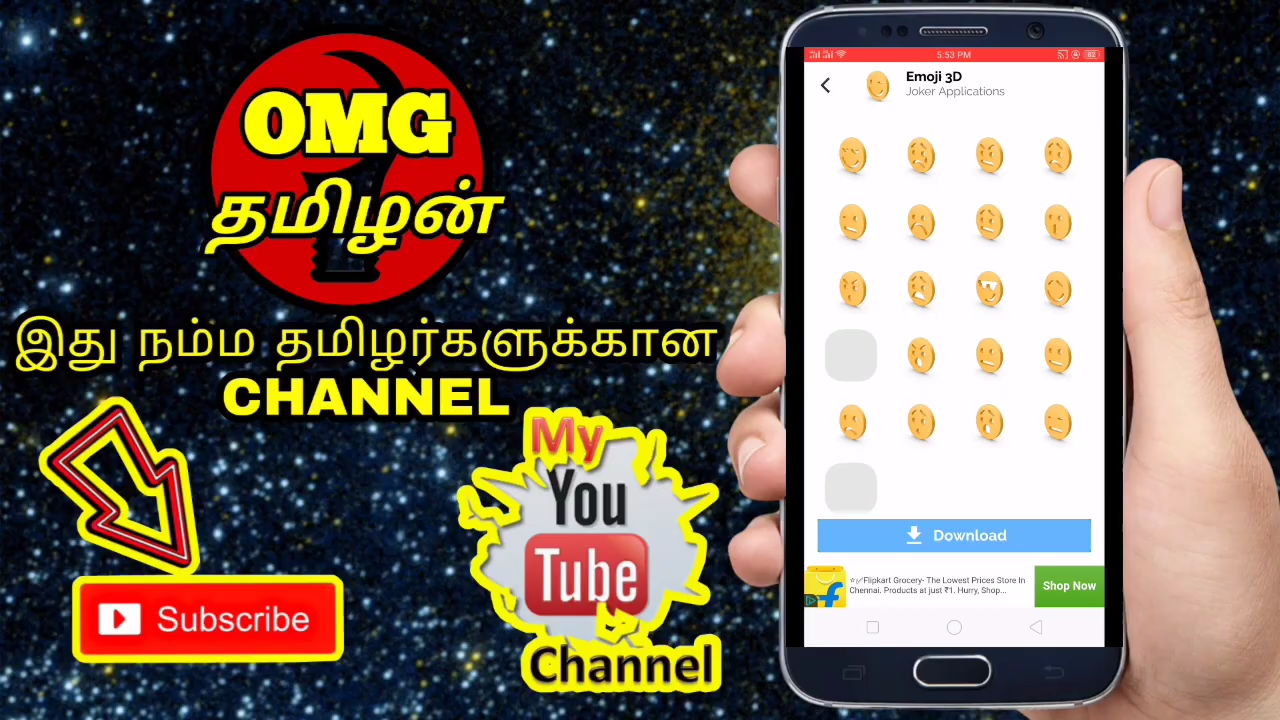 OMG
தமிழன்
இது நம்ம தமிழர்களுக்கான
CHANNEL
Subscribe
My
You
Tube
Channel
5:53 PM
Emoji 3D
Joker Applications
Download
Flipkart Grocery- The Lowest Prices Store In
Chennai. Products at just ₹1. Hurry, Shop...
Shop Now